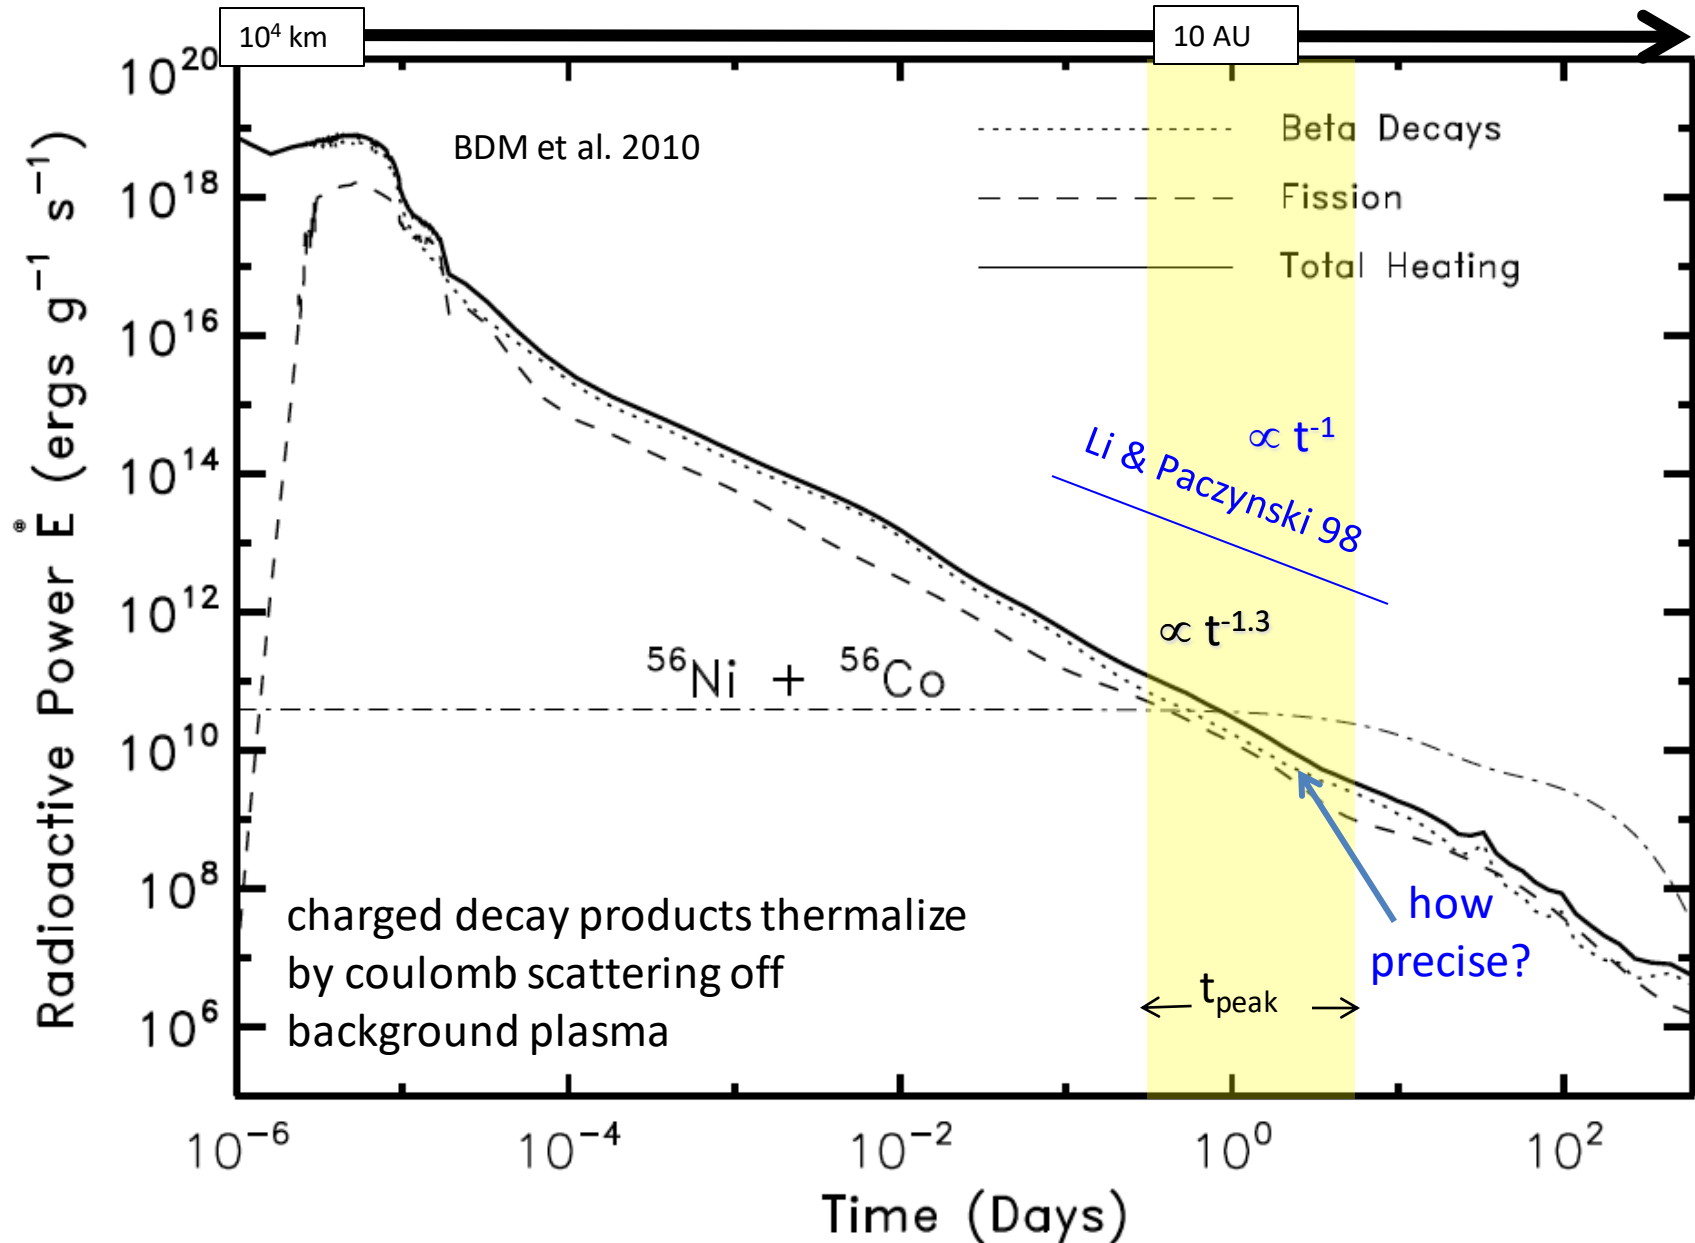 10⁴ km
10 AU
BDM et al. 2010
Beta Decays
Fission
Total Heating
∝ t⁻¹
Li & Paczynski 98
∝ t⁻¹·³
⁵⁶Ni + ⁵⁶Co
how
precise?
charged decay products thermalize
by coulomb scattering off
background plasma
t_peak
Radioactive Power Ė (ergs g⁻¹ s⁻¹)
10²⁰
10¹⁸
10¹⁶
10¹⁴
10¹²
10¹⁰
10⁸
10⁶
10⁻⁶ 10⁻⁴ 10⁻² 10⁰ 10²
Time (Days)